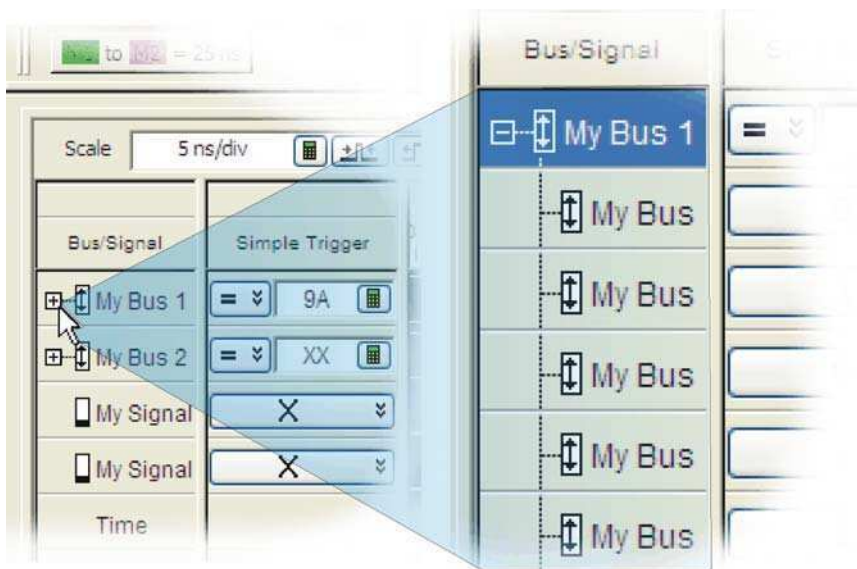 to M2 = 25 ns
Scale 5 ns/div
Bus/Signal Simple Trigger
My Bus 1 = 9A
My Bus 2 = XX
My Signal X
My Signal X
Time
Bus/Signal
My Bus 1 =
My Bus
My Bus
My Bus
My Bus
My Bus